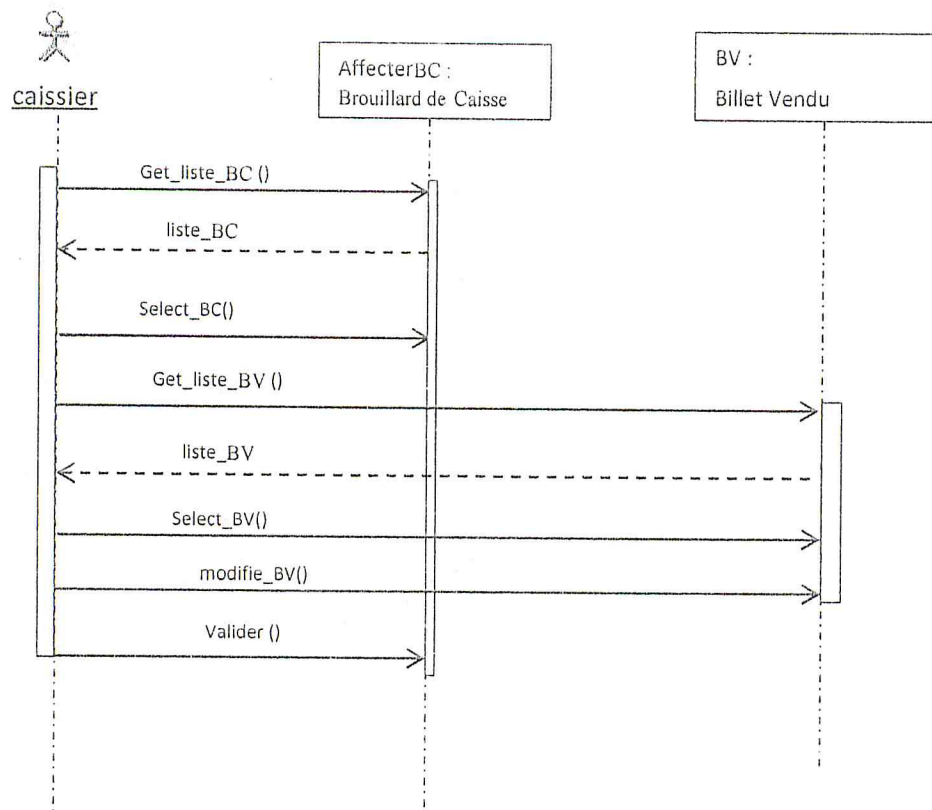 caissier
AffecterBC :
Brouillard de Caisse
BV :
Billet Vendu
Get_liste_BC ()
liste_BC
Select_BC()
Get_liste_BV ()
liste_BV
Select_BV()
modifie_BV()
Valider ()